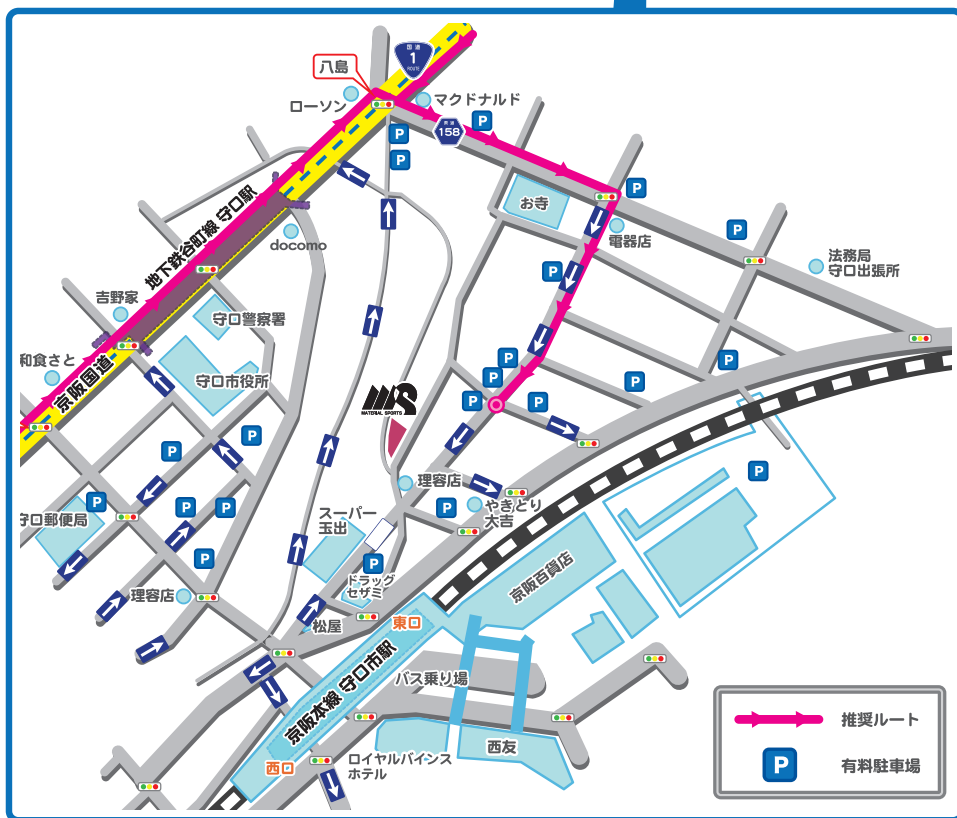 国道
1
ROUTE
八島
ローソン
マクドナルド
158
P
P
P
地下鉄谷町線 守口駅
お寺
P
電器店
P
docomo
法務局
守口出張所
P
吉野家
守口警察署
和食さと
京阪国道
守口市役所
P
P
P
P
P
P
MS
MATERIAL SPORTS
P
P
P
理容店
P
守口郵便局
P
P
P
スーパー
玉出
P
やきとり
大吉
P
P
ドラッグ
セザミ
京阪百貨店
理容店
松屋
東口
京阪本線 守口市駅
バス乗り場
西口
ロイヤルパインス
ホテル
西友
推奨ルート
P
有料駐車場